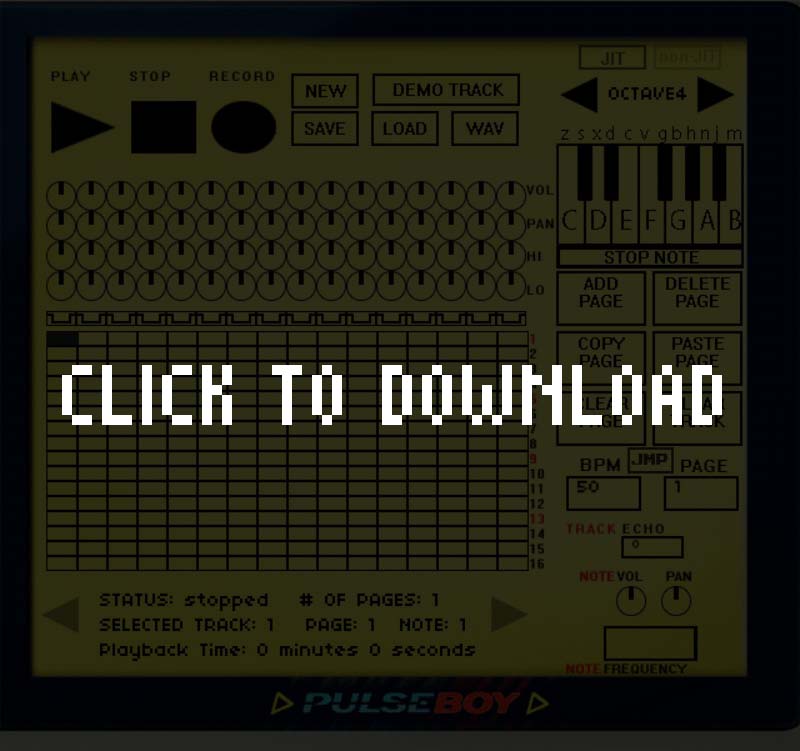 JIT non-JIT
PLAY STOP RECORD
NEW DEMO TRACK
OCTAVE4
SAVE LOAD WAV
z s x d c v g b h n j m
VOL
PAN
HI
LO
C D E F G A B
STOP NOTE
ADD PAGE
DELETE PAGE
COPY PAGE
PASTE PAGE
1
2
CLICK TO DOWNLOAD
7
8
9
10
11
12
13
14
15
16
BPM JMP PAGE
50 1
TRACK ECHO
0
NOTE VOL PAN
STATUS: stopped # OF PAGES: 1
SELECTED TRACK: 1 PAGE: 1 NOTE: 1
Playback Time: 0 minutes 0 seconds
NOTE FREQUENCY
PULSEBOY